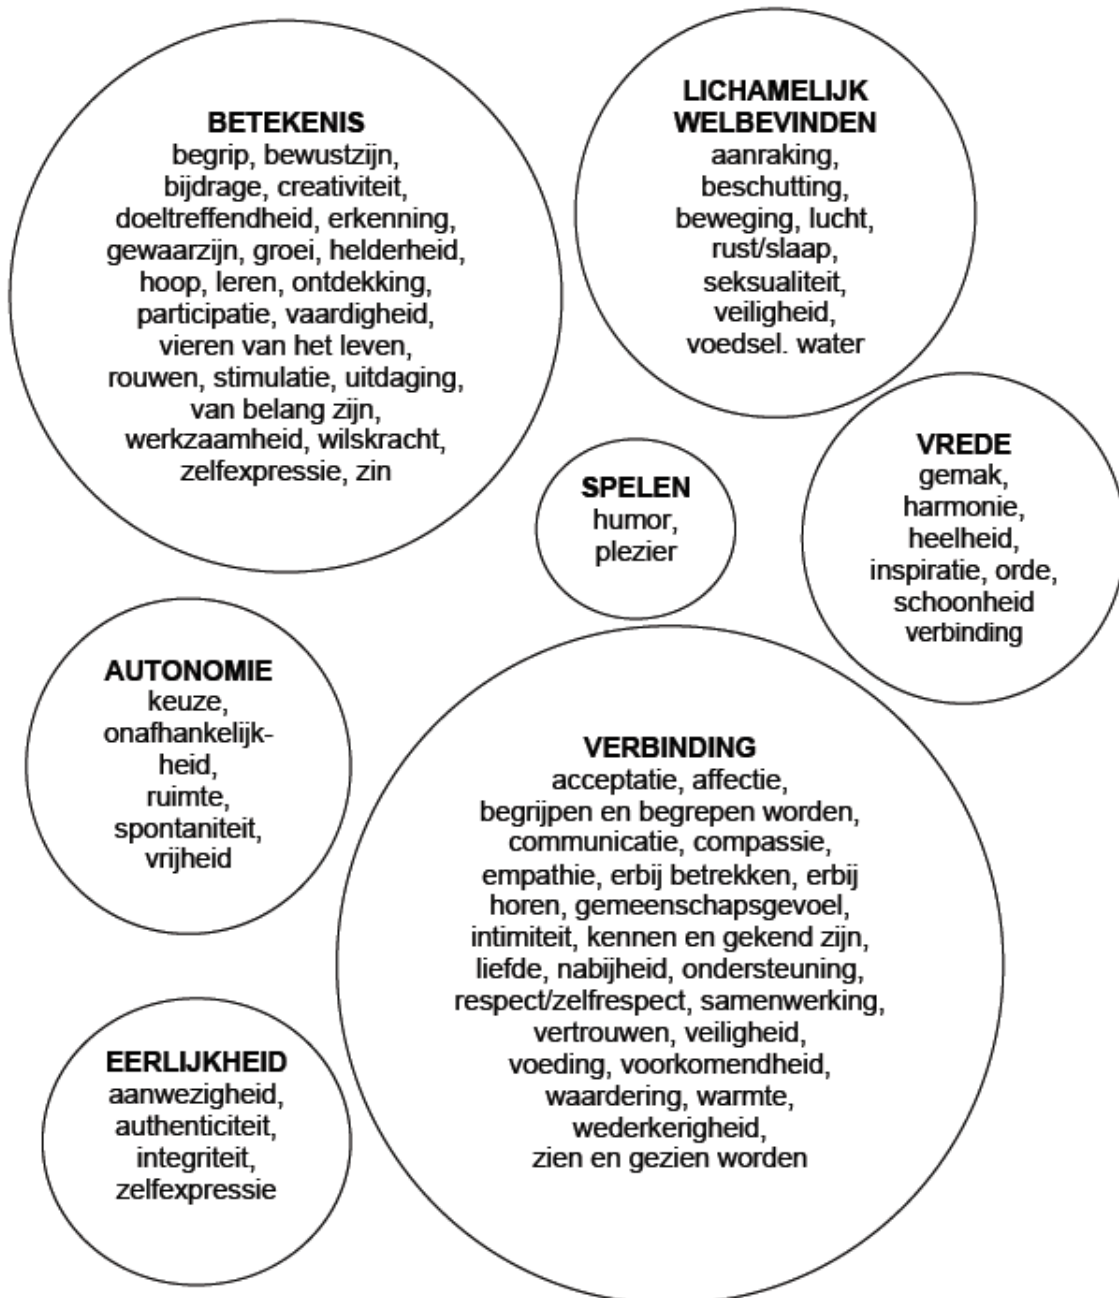 BETEKENIS
begrip, bewustzijn,
bijdrage, creativiteit,
doeltreffendheid, erkenning,
gewaarzijn, groei, helderheid,
hoop, leren, ontdekking,
participatie, vaardigheid,
vieren van het leven,
rouwen, stimulatie, uitdaging,
van belang zijn,
werkzaamheid, wilskracht,
zelfexpressie, zin
LICHAMELIJK
WELBEVINDEN
aanraking,
beschutting,
beweging, lucht,
rust/slaap,
seksualiteit,
veiligheid,
voedsel. water
SPELEN
humor,
plezier
VREDE
gemak,
harmonie,
heelheid,
inspiratie, orde,
schoonheid
verbinding
AUTONOMIE
keuze,
onafhankelijk-
heid,
ruimte,
spontaniteit,
vrijheid
VERBINDING
acceptatie, affectie,
begrijpen en begrepen worden,
communicatie, compassie,
empathie, erbij betrekken, erbij
horen, gemeenschapsgevoel,
intimiteit, kennen en gekend zijn,
liefde, nabijheid, ondersteuning,
respect/zelfrespect, samenwerking,
vertrouwen, veiligheid,
voeding, voorkomendheid,
waardering, warmte,
wederkerigheid,
zien en gezien worden
EERLIJKHEID
aanwezigheid,
authenticiteit,
integriteit,
zelfexpressie